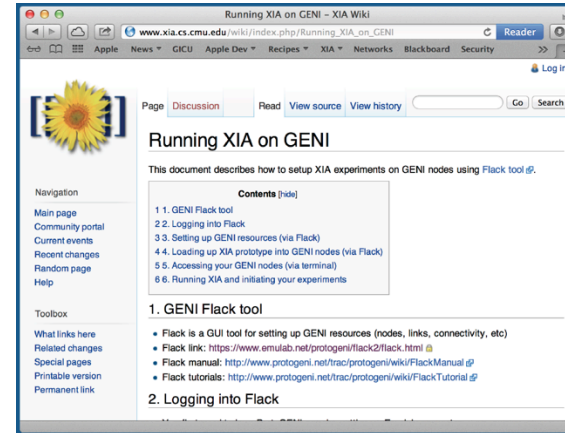 Running XIA on GENI – XIA Wiki
www.xia.cs.cmu.edu/wiki/index.php/Running_XIA_on_GENI
Reader
Apple News GICU Apple Dev Recipes XIA Networks Blackboard Security
Log in
Page Discussion Read View source View history Go Search
Running XIA on GENI
This document describes how to setup XIA experiments on GENI nodes using Flack tool.
Navigation
Main page
Community portal
Current events
Recent changes
Random page
Help
Contents [hide]
1 1. GENI Flack tool
2 2. Logging into Flack
3 3. Setting up GENI resources (via Flack)
4 4. Loading up XIA prototype into GENI nodes (via Flack)
5 5. Accessing your GENI nodes (via terminal)
6 6. Running XIA and initiating your experiments
Toolbox
What links here
Related changes
Special pages
Printable version
Permanent link
1. GENI Flack tool
• Flack is a GUI tool for setting up GENI resources (nodes, links, connectivity, etc)
• Flack link: https://www.emulab.net/protogeni/flack2/flack.html
• Flack manual: http://www.protogeni.net/trac/protogeni/wiki/FlackManual
• Flack tutorials: http://www.protogeni.net/trac/protogeni/wiki/FlackTutorial
2. Logging into Flack